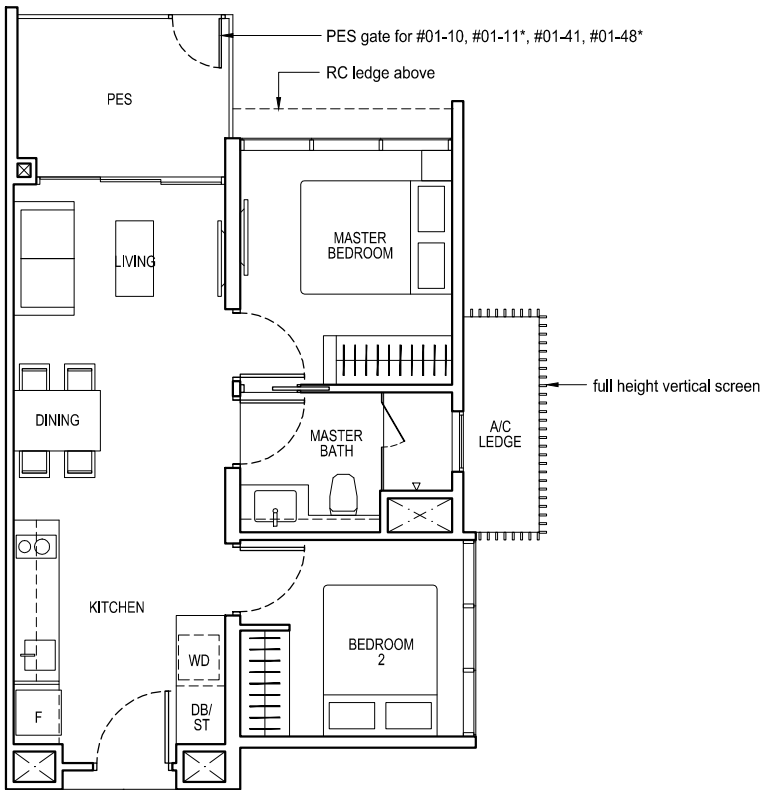 PES gate for #01-10, #01-11*, #01-41, #01-48*
RC ledge above
PES
MASTER
BEDROOM
LIVING
full height vertical screen
DINING
MASTER
BATH
A/C
LEDGE
KITCHEN
BEDROOM
2
WD
F
DB/
ST